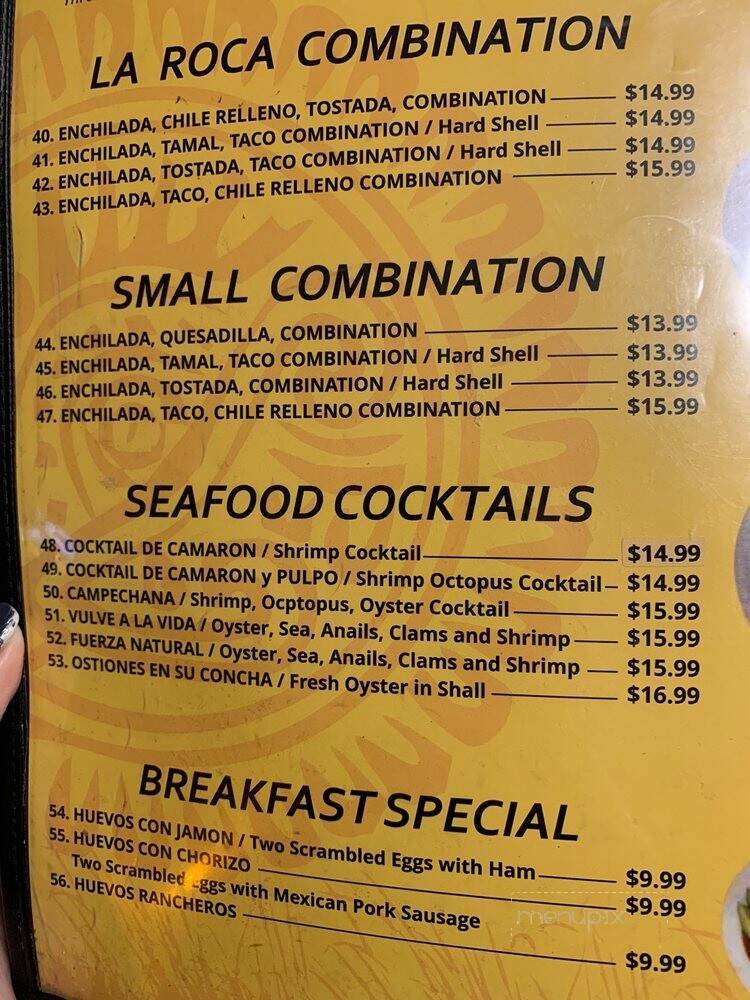 LA ROCA COMBINATION
40. ENCHILADA, CHILE RELLENO, TOSTADA, COMBINATION $14.99
41. ENCHILADA, TAMAL, TACO COMBINATION / Hard Shell $14.99
42. ENCHILADA, TOSTADA, TACO COMBINATION / Hard Shell $14.99
43. ENCHILADA, TACO, CHILE RELLENO COMBINATION $15.99
SMALL COMBINATION
44. ENCHILADA, QUESADILLA, COMBINATION $13.99
45. ENCHILADA, TAMAL, TACO COMBINATION / Hard Shell $13.99
46. ENCHILADA, TOSTADA, COMBINATION / Hard Shell $13.99
47. ENCHILADA, TACO, CHILE RELLENO COMBINATION $15.99
SEAFOOD COCKTAILS
48. COCKTAIL DE CAMARON / Shrimp Cocktail $14.99
49. COCKTAIL DE CAMARON y PULPO / Shrimp Octopus Cocktail $14.99
50. CAMPECHANA / Shrimp, Ocptopus, Oyster Cocktail $15.99
51. VULVE A LA VIDA / Oyster, Sea, Anails, Clams and Shrimp $15.99
52. FUERZA NATURAL / Oyster, Sea, Anails, Clams and Shrimp $15.99
53. OSTIONES EN SU CONCHA / Fresh Oyster in Shall $16.99
BREAKFAST SPECIAL
54. HUEVOS CON JAMON / Two Scrambled Eggs with Ham $9.99
55. HUEVOS CON CHORIZO $9.99
Two Scrambled Eggs with Mexican Pork Sausage
56. HUEVOS RANCHEROS $9.99
menupix